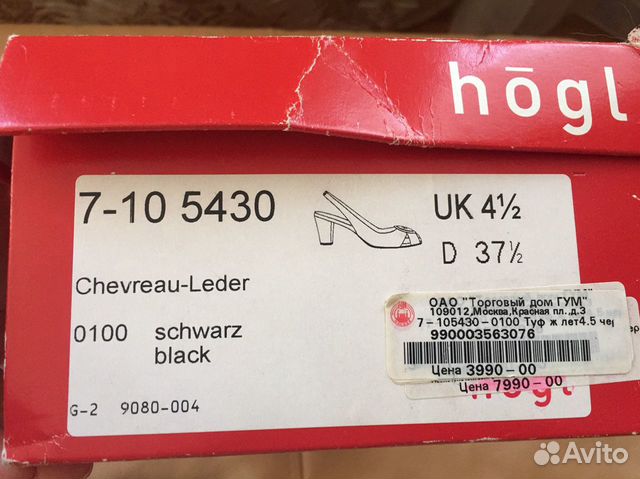 högl
7-10 5430
UK 4½
D 37½
Chevreau-Leder
0100 schwarz
black
G-2 9080-004
ОАО "Торговый дом ГУМ"
109012,Москва,Красная пл.,д.3
7-105430-0100 Туф ж лет4.5 че
990003563076
Цена 3990-00
Цена 7990-00
högl
Avito